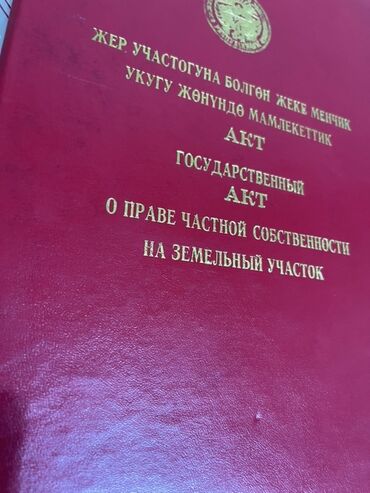 ЖЕР УЧАСТОГУНА БОЛГОН ЖЕКЕ МЕНЧИК
УКУГУ ЖӨНҮНДӨ МАМЛЕКЕТТИК
АКТ
ГОСУДАРСТВЕННЫЙ
АКТ
О ПРАВЕ ЧАСТНОЙ СОБСТВЕННОСТИ
НА ЗЕМЕЛЬНЫЙ УЧАСТОК